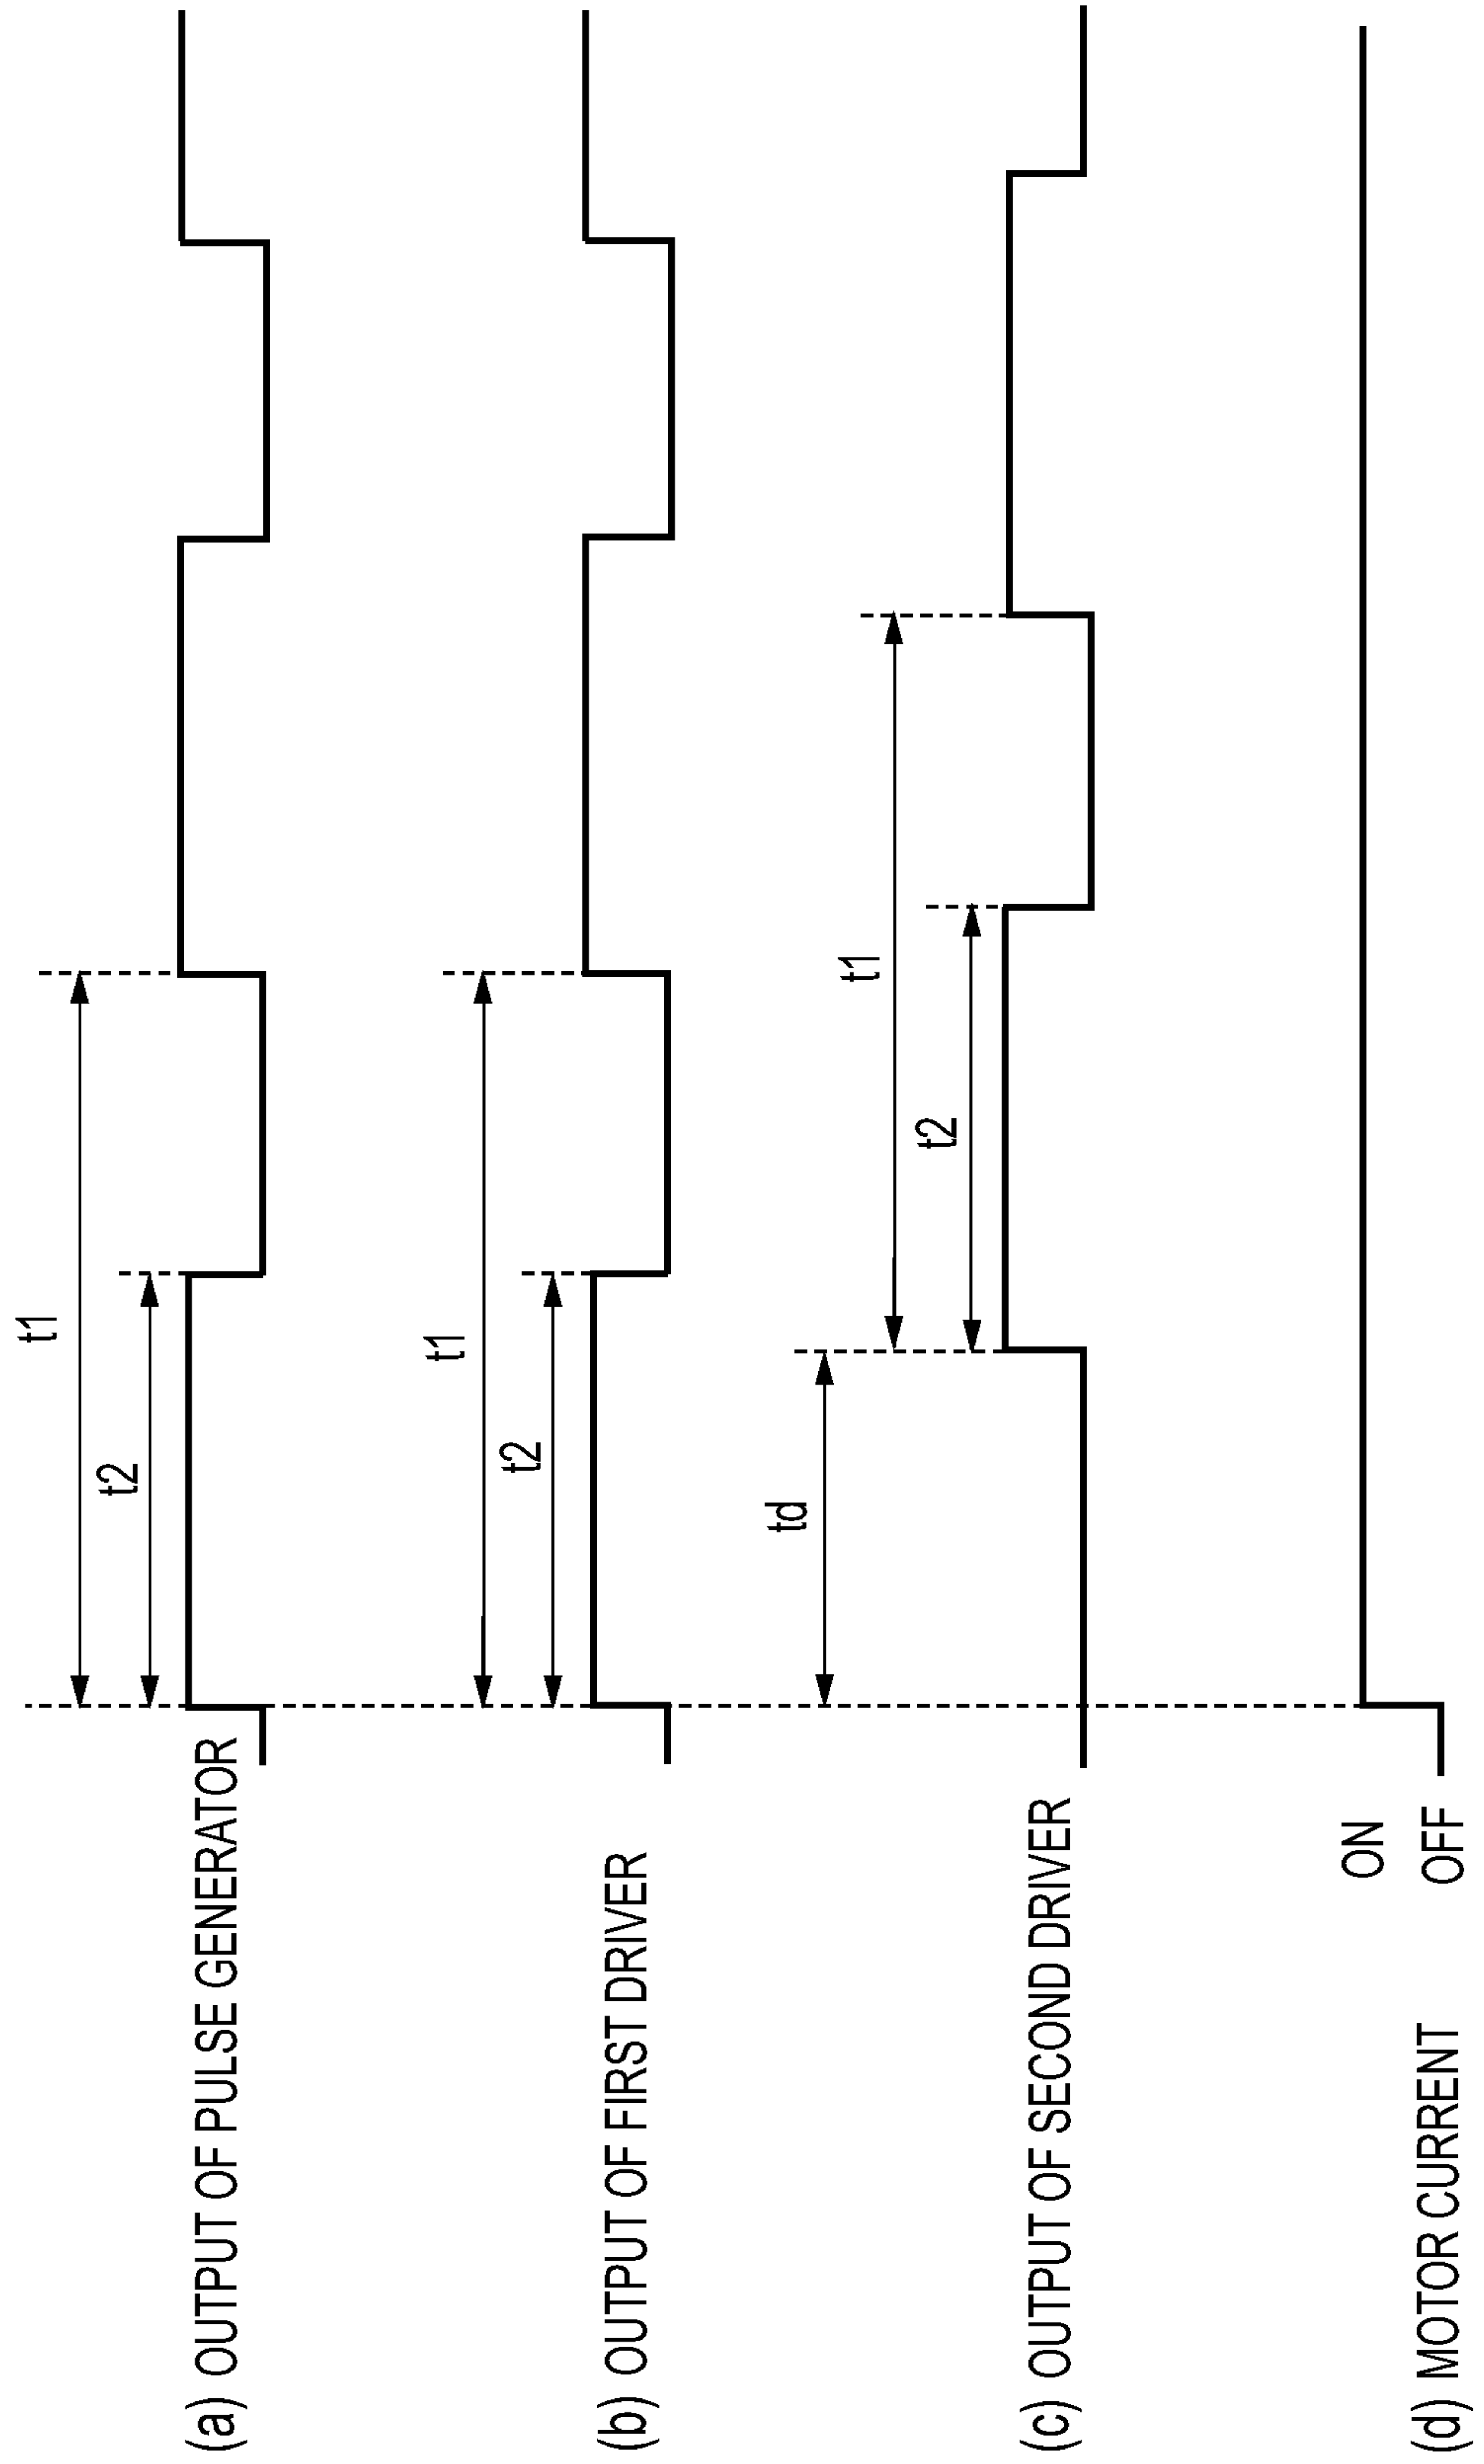 t1
t2
(a) OUTPUT OF PULSE GENERATOR
t1
t2
(b) OUTPUT OF FIRST DRIVER
t1
td
t2
(c) OUTPUT OF SECOND DRIVER
ON
(d) MOTOR CURRENT OFF